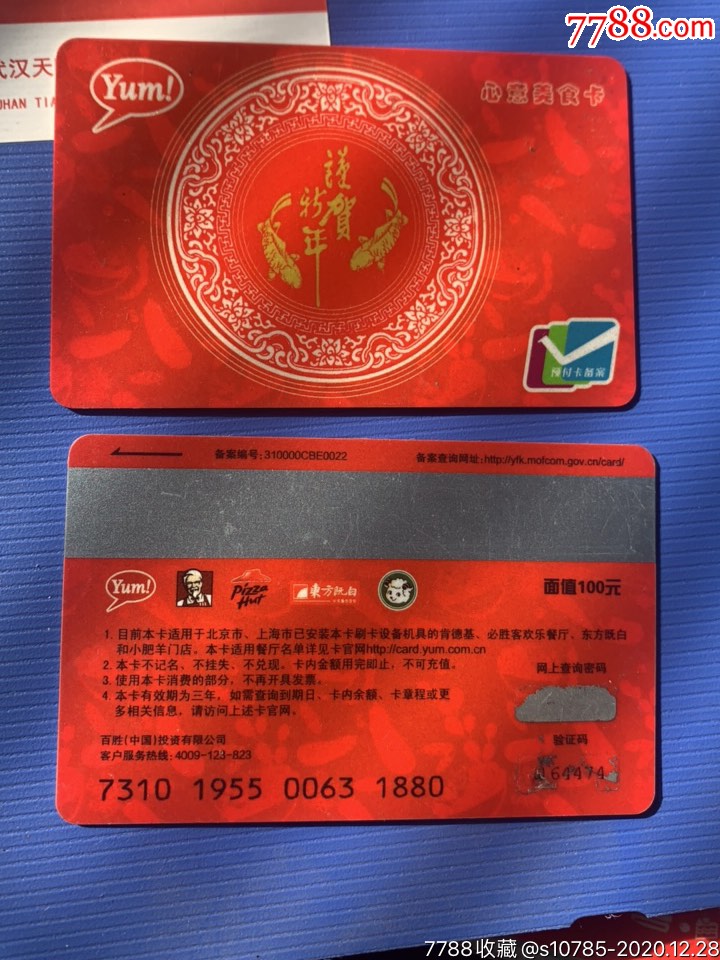 7788.com
武汉天
UHAN TIA
Yum!
心意美食卡
謹賀新年
预付卡备案
备案编号:310000CBE0022
备案查询网址:http://yfk.mofcom.gov.cn/card/
Yum!
Pizza Hut
東方既白
面值100元
1. 目前本卡适用于北京市、上海市已安装本卡刷卡设备机具的肯德基、必胜客欢乐餐厅、东方既白
和小肥羊门店。本卡适用餐厅名单详见卡官网http://card.yum.com.cn
2. 本卡不记名、不挂失、不兑现。卡内金额用完即止，不可充值。
3. 使用本卡消费的部分，不再开具发票。
4. 本卡有效期为三年，如需查询到期日、卡内余额、卡章程或更
多相关信息，请访问上述卡官网。
网上查询密码
百胜(中国)投资有限公司
客户服务热线: 4009-123-823
验证码
64474
7310 1955 0063 1880
7788收藏@s10785-2020.12.28